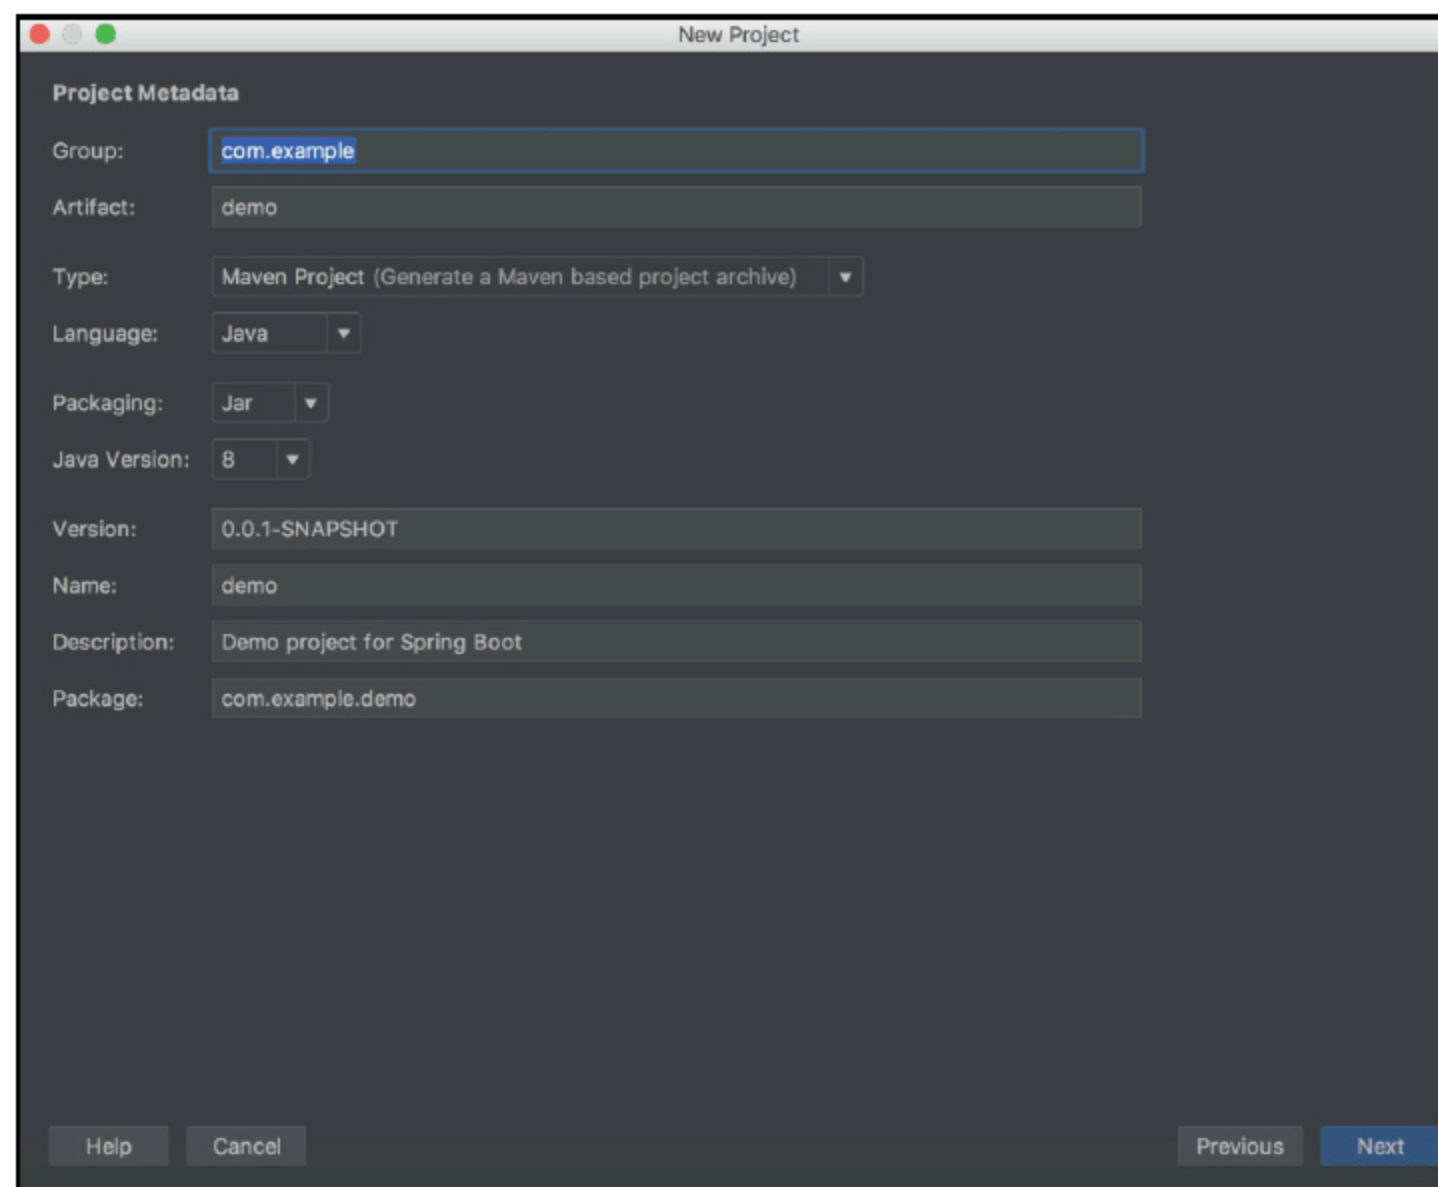 New Project
Project Metadata
Group: com.example
Artifact: demo
Type: Maven Project (Generate a Maven based project archive)
Language: Java
Packaging: Jar
Java Version: 8
Version: 0.0.1-SNAPSHOT
Name: demo
Description: Demo project for Spring Boot
Package: com.example.demo
Help Cancel Previous Next